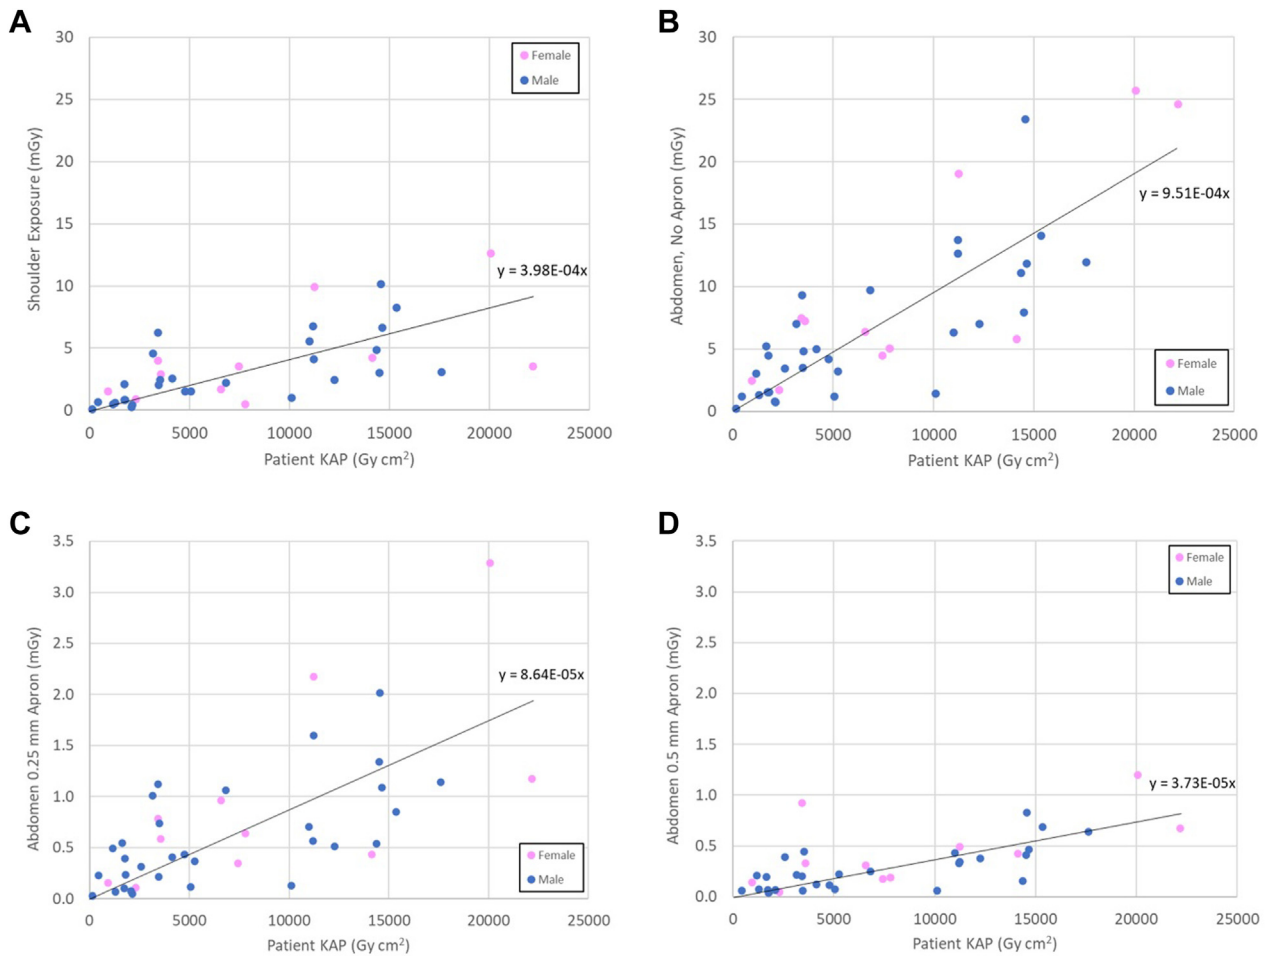 A
Shoulder Exposure (mGy)
30
25
20
15
10
5
0
0 5000 10000 15000 20000 25000
Patient KAP (Gy cm²)
Female
Male
y = 3.98E-04x
B
Abdomen, No Apron (mGy)
30
25
20
15
10
5
0
0 5000 10000 15000 20000 25000
Patient KAP (Gy cm²)
y = 9.51E-04x
Female
Male
C
Abdomen 0.25 mm Apron (mGy)
3.5
3.0
2.5
2.0
1.5
1.0
0.5
0.0
0 5000 10000 15000 20000 25000
Patient KAP (Gy cm²)
y = 8.64E-05x
Female
Male
D
Abdomen 0.5 mm Apron (mGy)
3.5
3.0
2.5
2.0
1.5
1.0
0.5
0.0
0 5000 10000 15000 20000 25000
Patient KAP (Gy cm²)
Female
Male
y = 3.73E-05x